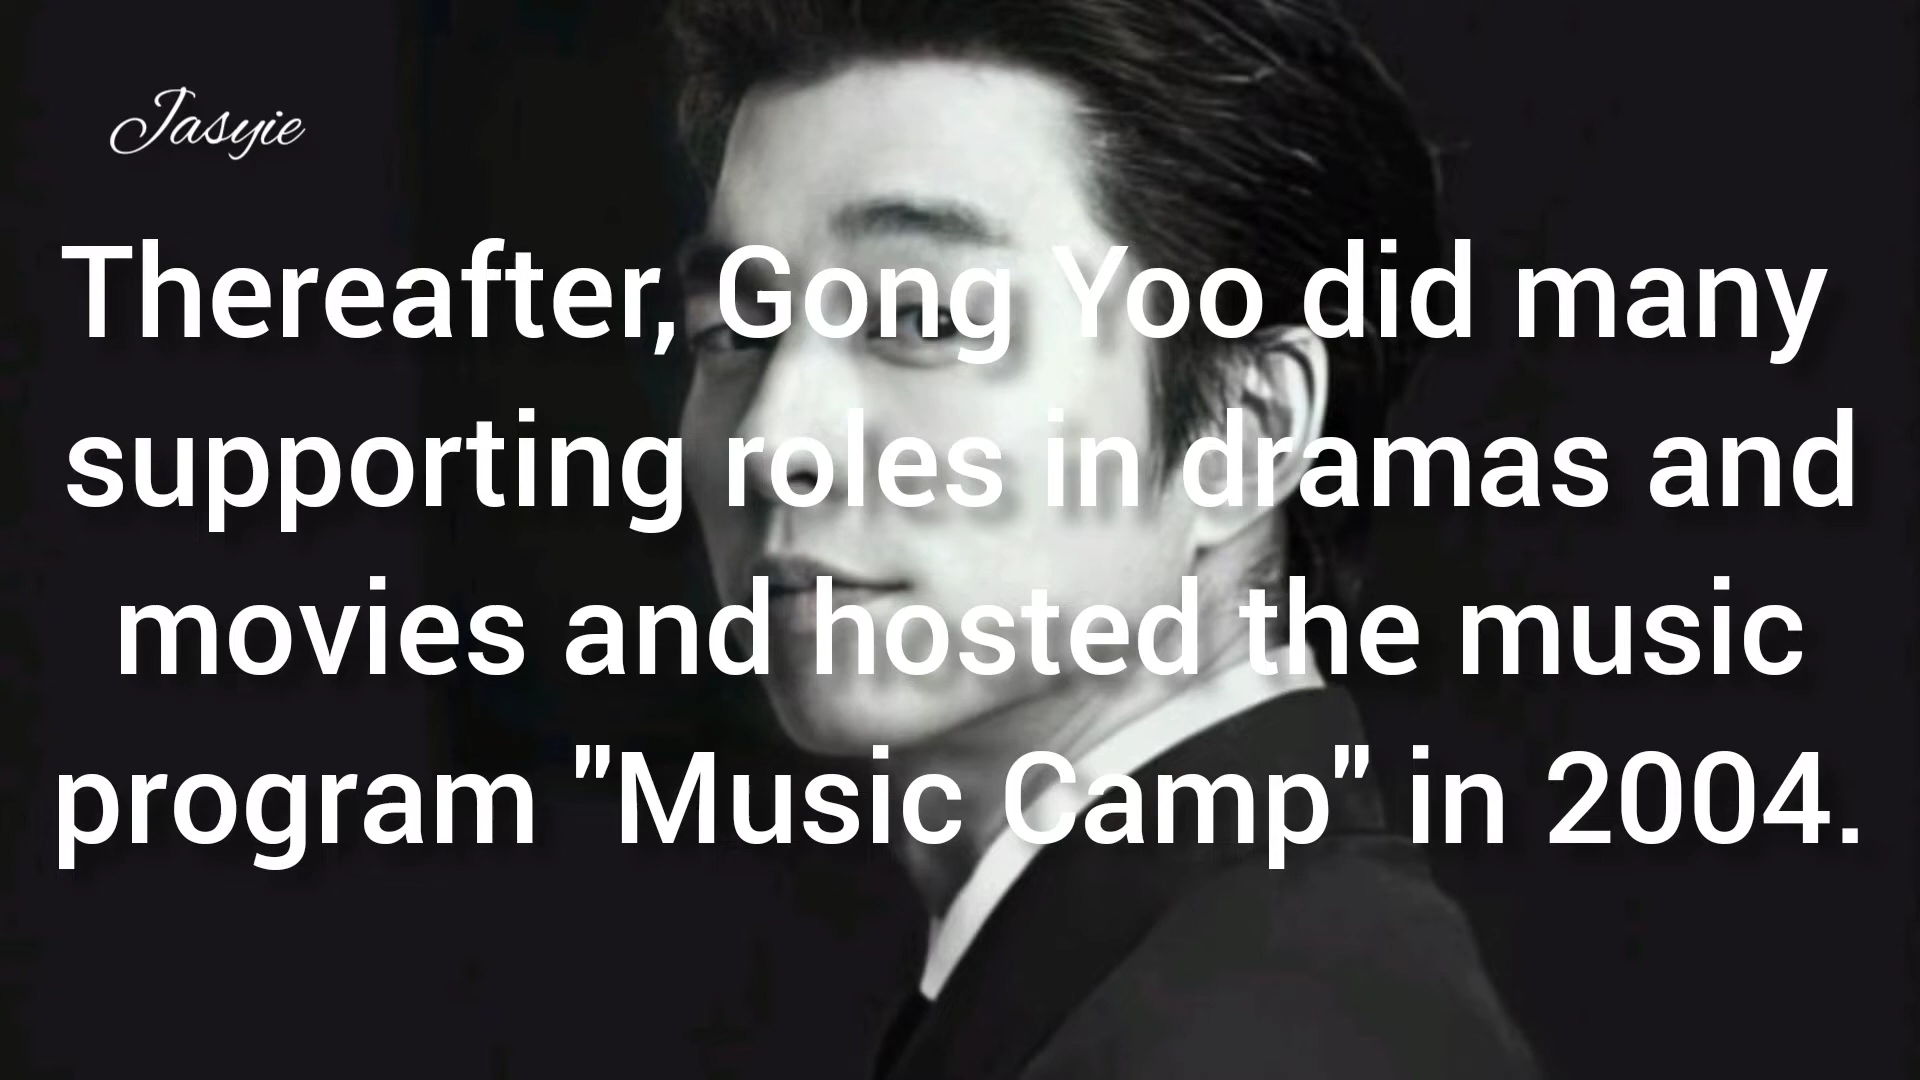 Jasyie
Thereafter, Gong Yoo did many
supporting roles in dramas and
movies and hosted the music
program "Music Camp" in 2004.